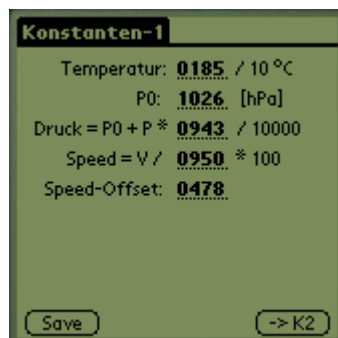 Konstanten-1
Temperatur: 0185 / 10 °C
P0: 1026 [hPa]
Druck = P0 + P * 0943 / 10000
Speed = V / 0950 * 100
Speed-Offset: 0478
Save -> K2